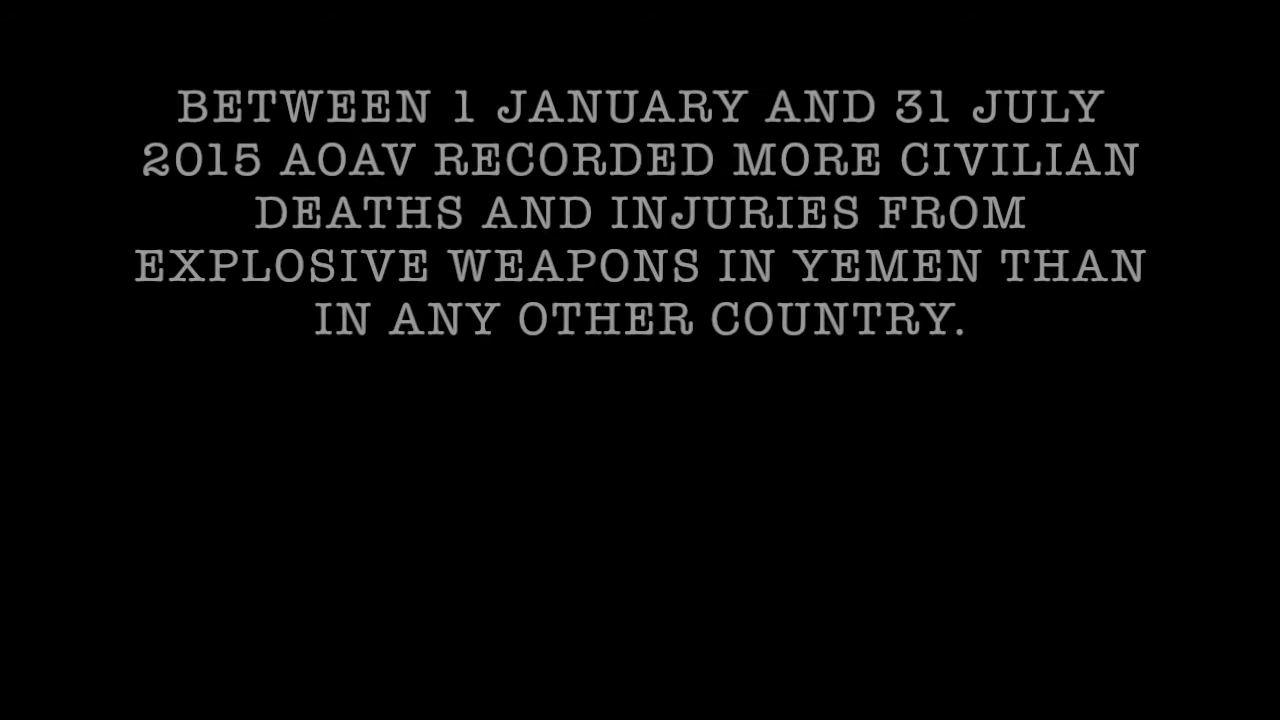 BETWEEN 1 JANUARY AND 31 JULY
2015 AOAV RECORDED MORE CIVILIAN
DEATHS AND INJURIES FROM
EXPLOSIVE WEAPONS IN YEMEN THAN
IN ANY OTHER COUNTRY.